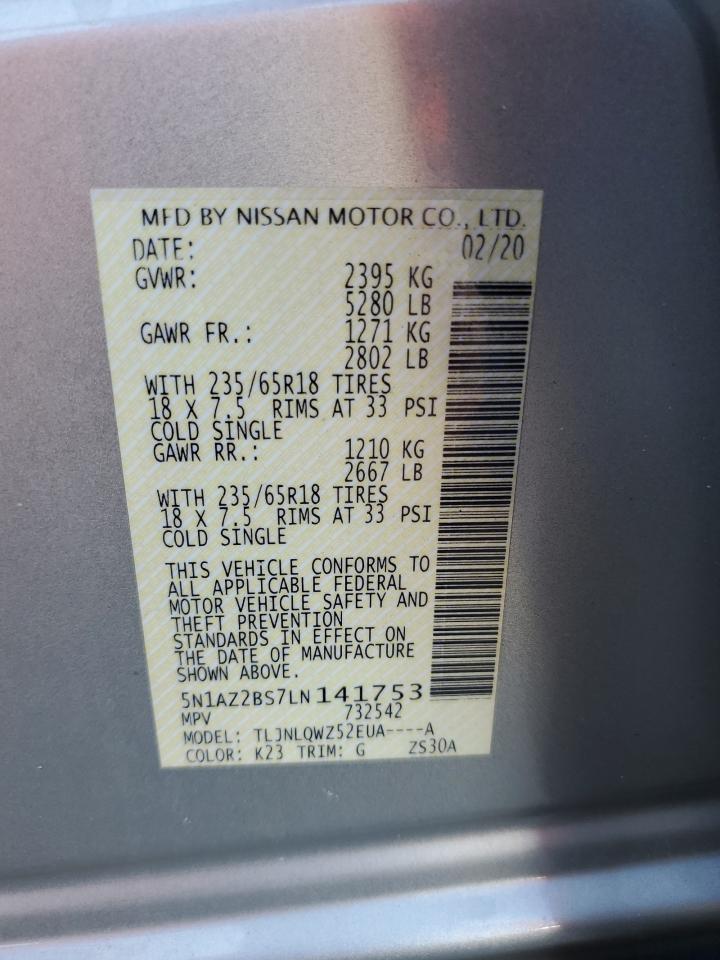 MFD BY NISSAN MOTOR CO., LTD.
DATE: 02/20
GVWR: 2395 KG
5280 LB
GAWR FR.: 1271 KG
2802 LB
WITH 235/65R18 TIRES
18 X 7.5 RIMS AT 33 PSI
COLD SINGLE
GAWR RR.: 1210 KG
2667 LB
WITH 235/65R18 TIRES
18 X 7.5 RIMS AT 33 PSI
COLD SINGLE
THIS VEHICLE CONFORMS TO
ALL APPLICABLE FEDERAL
MOTOR VEHICLE SAFETY AND
THEFT PREVENTION
STANDARDS IN EFFECT ON
THE DATE OF MANUFACTURE
SHOWN ABOVE.
5N1AZ2BS7LN141753
MPV 732542
MODEL: TLJNLQWZ52EUA----A
COLOR: K23 TRIM: G ZS30A